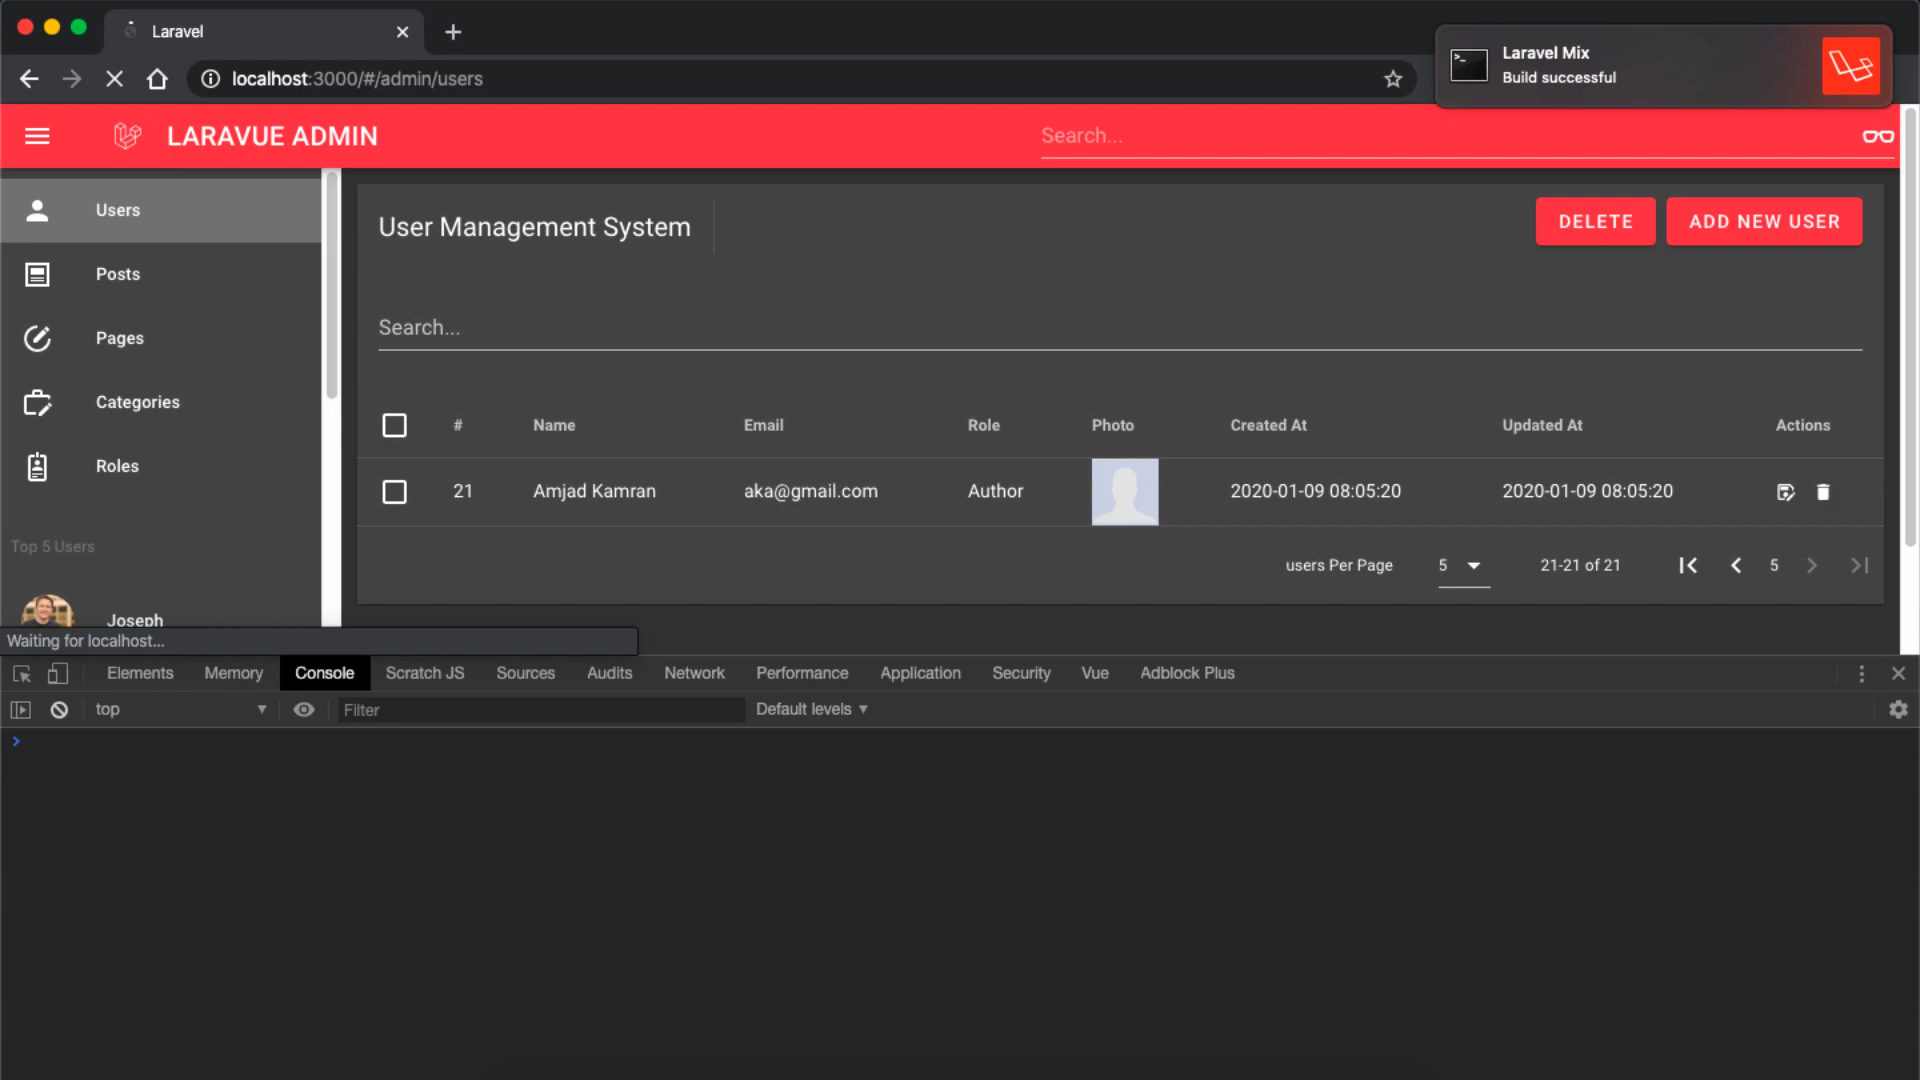 Laravel
localhost:3000/#/admin/users
Laravel Mix
Build successful
LARAVUE ADMIN
Search...
Users
Posts
Pages
Categories
Roles
Top 5 Users
Joseph
User Management System
DELETE
ADD NEW USER
Search...
# Name Email Role Photo Created At Updated At Actions
21 Amjad Kamran aka@gmail.com Author 2020-01-09 08:05:20 2020-01-09 08:05:20
users Per Page 5 21-21 of 21 5
Waiting for localhost...
Elements Memory Console Scratch JS Sources Audits Network Performance Application Security Vue Adblock Plus
top Filter Default levels